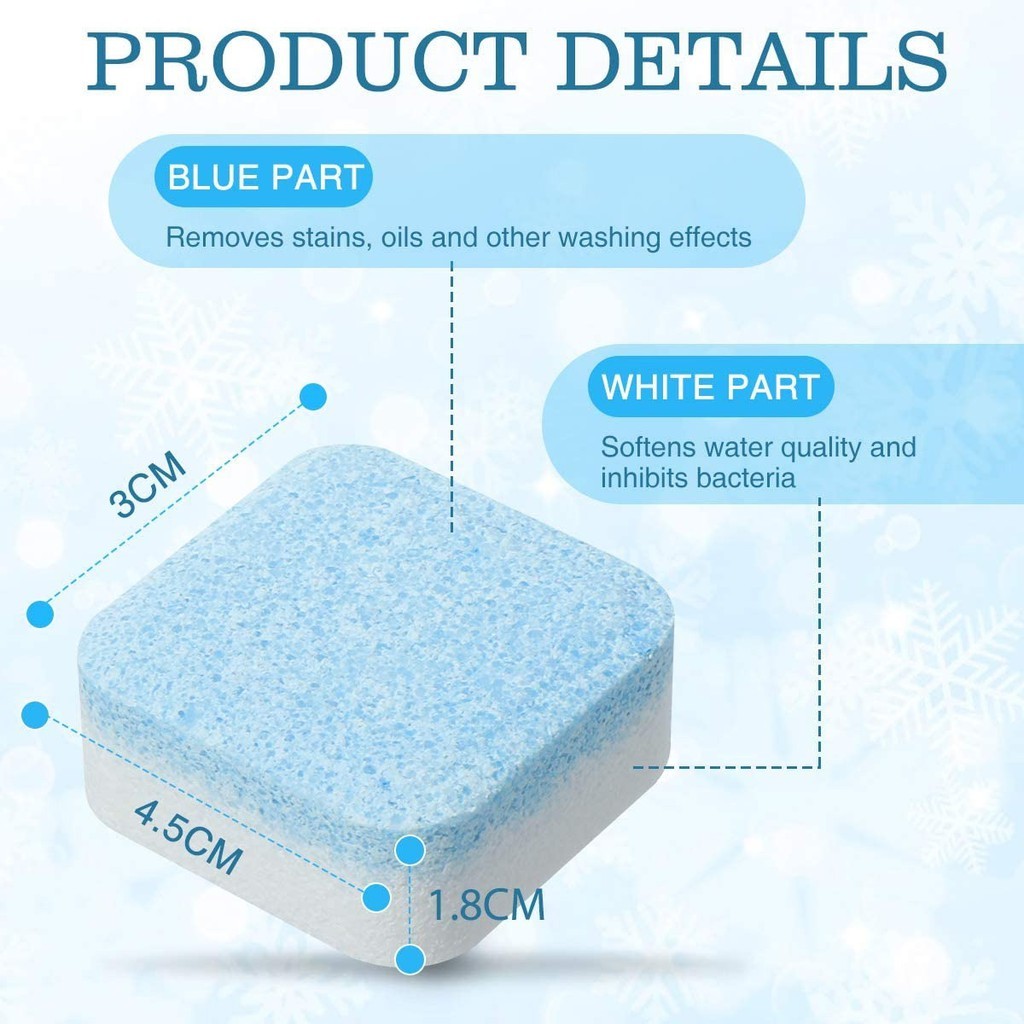 PRODUCT DETAILS
BLUE PART
Removes stains, oils and other washing effects
WHITE PART
Softens water quality and
inhibits bacteria
3CM
4.5CM
1.8CM